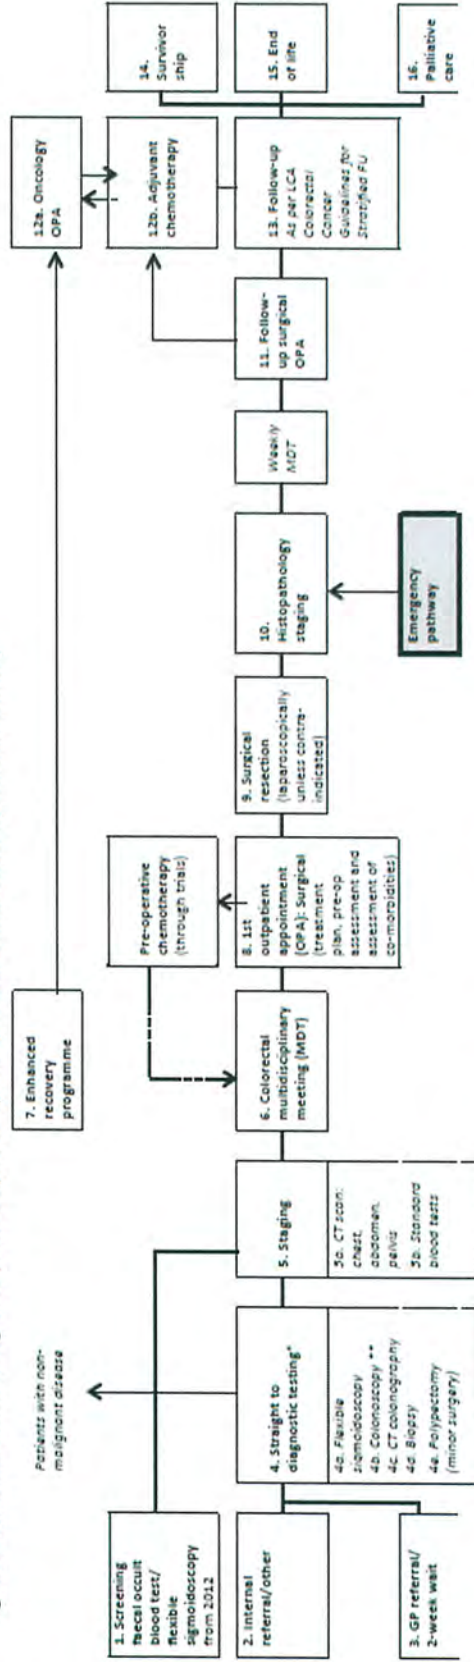 Patients with non-
malignant disease
1. Screening
faecal occult
blood test/
flexible
sigmoidoscopy
from 2012
2. Internal
referral/other
3. GP referral/
2-week wait
4. Straight to
diagnostic testing*
4a. Flexible
sigmoidoscopy
4b. Colonoscopy **
4c. CT colonography
4d. Biopsy
4e. Polypectomy
(minor surgery)
5. Staging
5a. CT scan:
chest,
abdomen,
pelvis
5b. Standard
blood tests
7. Enhanced
recovery
programme
6. Colorectal
multidisciplinary
meeting (MDT)
Pre-operative
chemotherapy
(through trials)
8. 1st
outpatient
appointment
(OPA): Surgical
(treatment
plan, pre-op
assessment and
assessment of
co-morbidities)
9. Surgical
resection
(laparoscopically
unless contra-
indicated)
10.
Histopathology
staging
Emergency
pathway
Weekly
MDT
11. Follow-
up surgical
OPA
12a. Oncology
OPA
12b. Adjuvant
chemotherapy
13. Follow-up
As per LCA
Colorectal
Cancer
Guidelines for
Stratified FU
14.
Survivor
ship
15. End
of life
16.
Palliative
care